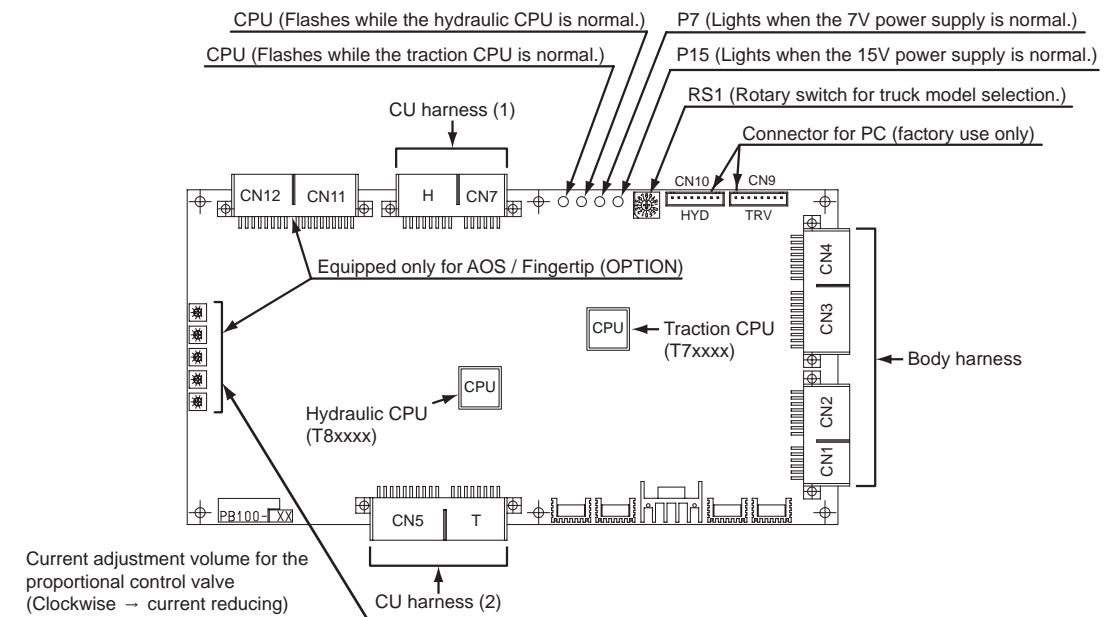 CPU (Flashes while the hydraulic CPU is normal.)
P7 (Lights when the 7V power supply is normal.)
CPU (Flashes while the traction CPU is normal.)
P15 (Lights when the 15V power supply is normal.)
RS1 (Rotary switch for truck model selection.)
CU harness (1)
Connector for PC (factory use only)
CN12
CN11
H
CN7
CN10
CN9
HYD
TRV
Equipped only for AOS / Fingertip (OPTION)
CN4
CN3
CPU
Traction CPU
(T7xxxx)
Body harness
CPU
Hydraulic CPU
(T8xxxx)
CN2
CN1
PB100-XX
CN5
T
Current adjustment volume for the
proportional control valve
(Clockwise → current reducing)
CU harness (2)